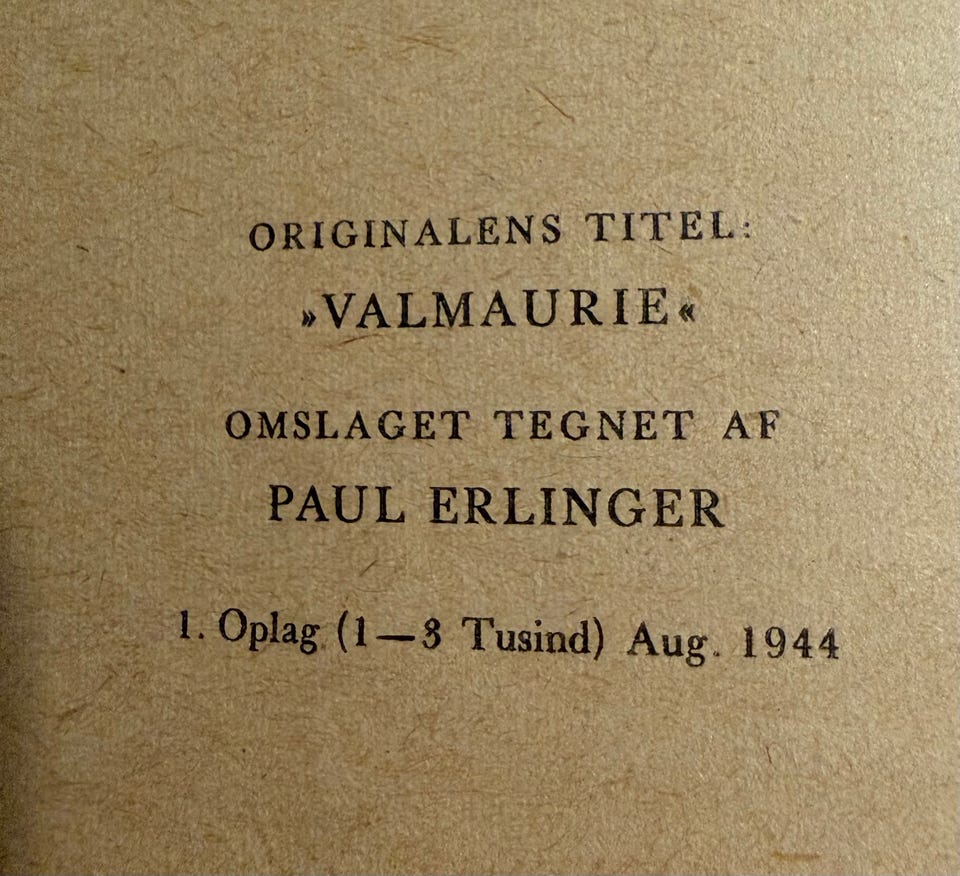 ORIGINALENS TITEL:
»VALMAURIE«
OMSLAGET TEGNET AF
PAUL ERLINGER
1. Oplag (1—3 Tusind) Aug. 1944